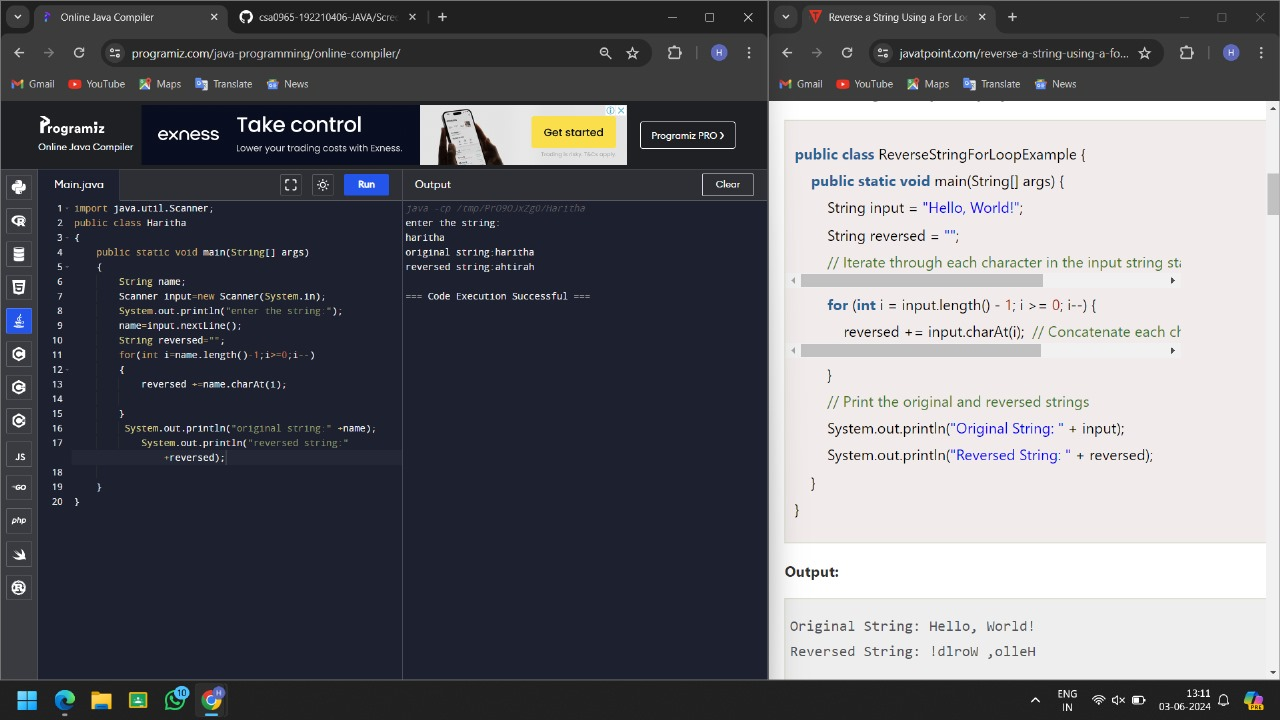 Online Java Compiler
csa0965-192210406-JAVA/Scre
programiz.com/java-programming/online-compiler/
H
Gmail
YouTube
Maps
Translate
News
Programiz
Online Java Compiler
exness
Take control
Lower your trading costs with Exness.
Get started
Trading is risky. T&Cs apply.
Programiz PRO >
Main.java
Run
Output
Clear
1 import java.util.Scanner;
2 public class Haritha
3 {
4 public static void main(String[] args)
5 {
6 String name;
7 Scanner input=new Scanner(System.in);
8 System.out.println("enter the string:");
9 name=input.nextLine();
10 String reversed="";
11 for(int i=name.length()-1;i>=0;i--)
12 {
13 reversed +=name.charAt(i);
14
15 }
16 System.out.println("original string:" +name);
17 System.out.println("reversed string:"
+reversed);
18
19 }
20 }
JS
GO
php
java -cp /tmp/PrO9OJxZg0/Haritha
enter the string:
haritha
original string:haritha
reversed string:ahtirah
=== Code Execution Successful ===
Reverse a String Using a For Lo
javatpoint.com/reverse-a-string-using-a-fo...
H
Gmail
YouTube
Maps
Translate
News
public class ReverseStringForLoopExample {
public static void main(String[] args) {
String input = "Hello, World!";
String reversed = "";
// Iterate through each character in the input string sta
for (int i = input.length() - 1; i >= 0; i--) {
reversed += input.charAt(i); // Concatenate each ch
}
// Print the original and reversed strings
System.out.println("Original String: " + input);
System.out.println("Reversed String: " + reversed);
}
}
Output:
Original String: Hello, World!
Reversed String: !dlroW ,olleH
10
H
ENG
IN
13:11
03-06-2024
PRE